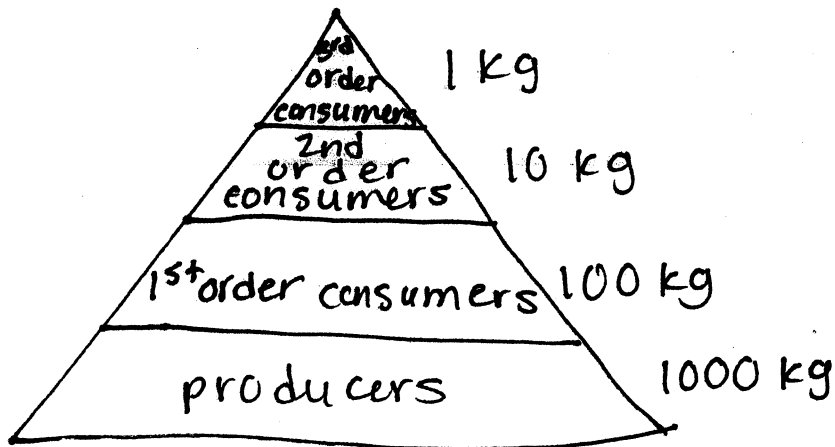 3rd
order
consumers
1 kg
2nd
order
consumers
10 kg
1st order consumers
100 kg
producers
1000 kg